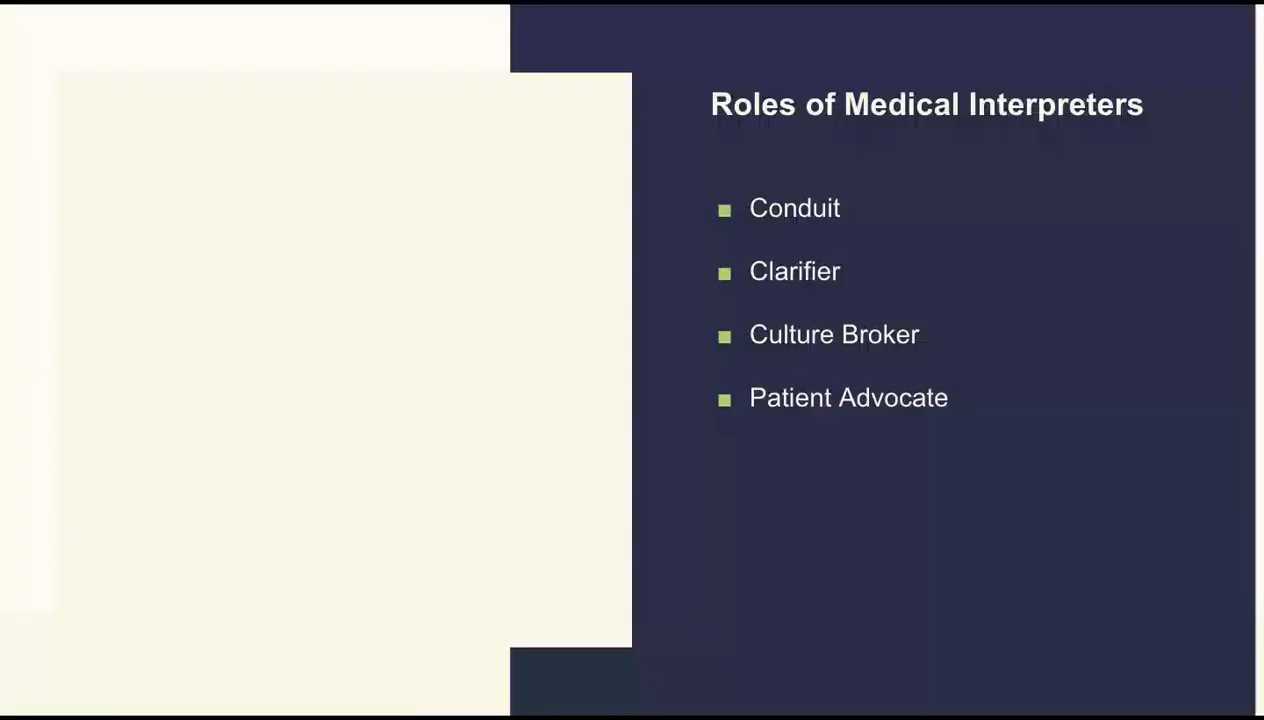 Roles of Medical Interpreters
Conduit
Clarifier
Culture Broker
Patient Advocate